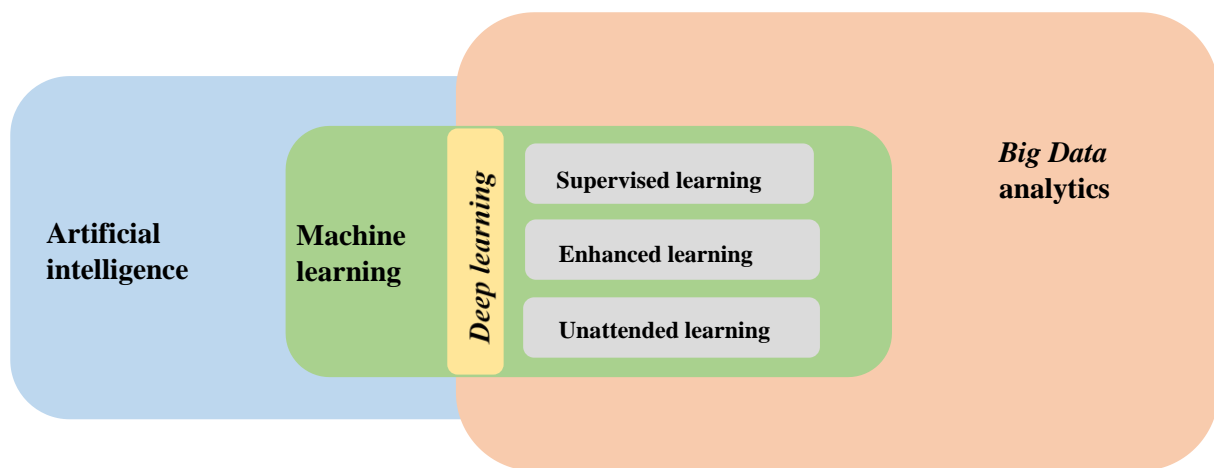 Artificial
intelligence
Machine
learning
Deep learning
Supervised learning
Enhanced learning
Unattended learning
Big Data
analytics